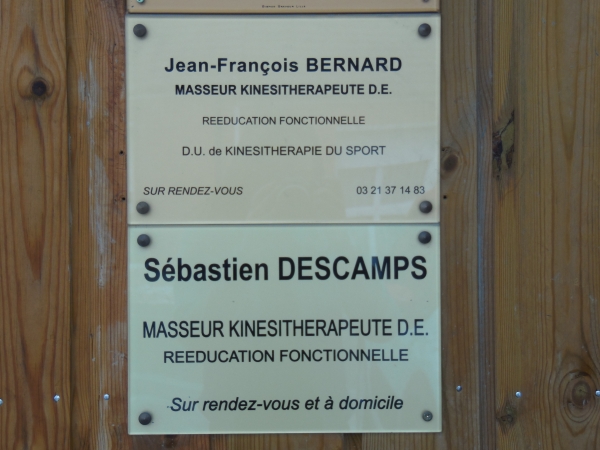 Jean-François BERNARD
MASSEUR KINESITHERAPEUTE D.E.
REEDUCATION FONCTIONNELLE
D.U. de KINESITHERAPIE DU SPORT
SUR RENDEZ-VOUS 03 21 37 14 83
Sébastien DESCAMPS
MASSEUR KINESITHERAPEUTE D.E.
REEDUCATION FONCTIONNELLE
Sur rendez-vous et à domicile